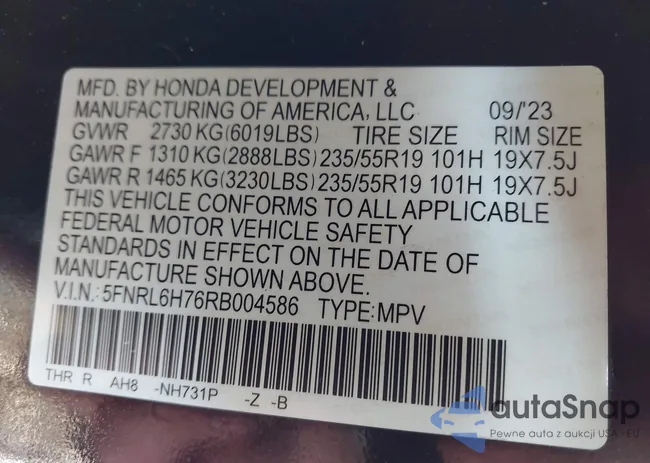 MFD. BY HONDA DEVELOPMENT &
MANUFACTURING OF AMERICA, LLC 09/'23
GVWR 2730 KG(6019LBS) TIRE SIZE RIM SIZE
GAWR F 1310 KG(2888LBS) 235/55R19 101H 19X7.5J
GAWR R 1465 KG(3230LBS) 235/55R19 101H 19X7.5J
THIS VEHICLE CONFORMS TO ALL APPLICABLE
FEDERAL MOTOR VEHICLE SAFETY
STANDARDS IN EFFECT ON THE DATE OF
MANUFACTURE SHOWN ABOVE.
V.I.N.:5FNRL6H76RB004586 TYPE:MPV
THR R AH8 -NH731P -Z -B
autaSnap
Pewne auta z aukcji USA - EU